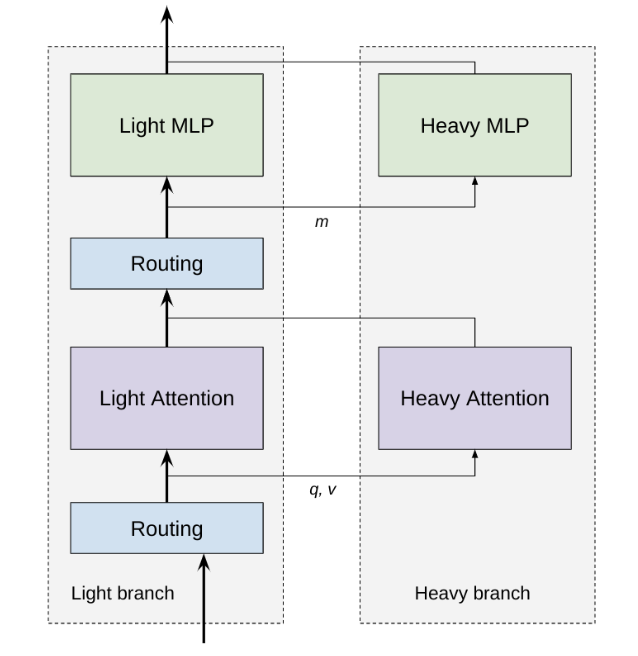 Light MLP
Heavy MLP
m
Routing
Light Attention
Heavy Attention
q, v
Routing
Light branch
Heavy branch